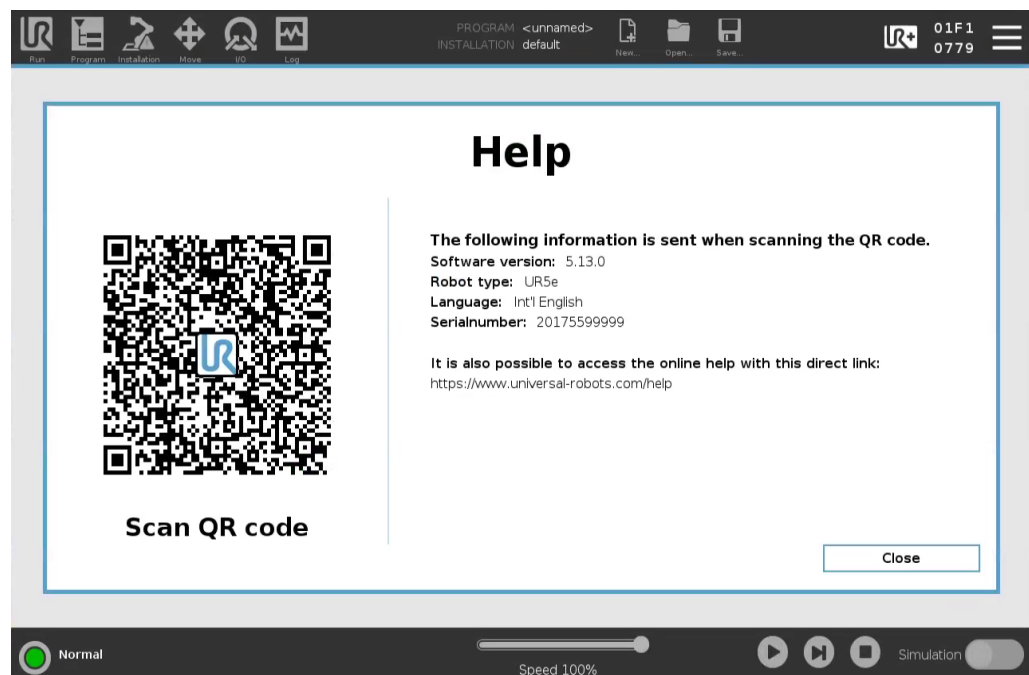 PROGRAM <unnamed>
INSTALLATION default
Run Program Installation Move I/O Log
New... Open... Save...
UR+
01F1
0779
Help
The following information is sent when scanning the QR code.
Software version: 5.13.0
Robot type: UR5e
Language: Int'l English
Serialnumber: 20175599999
It is also possible to access the online help with this direct link:
https://www.universal-robots.com/help
Scan QR code
Close
Normal
Speed 100%
Simulation